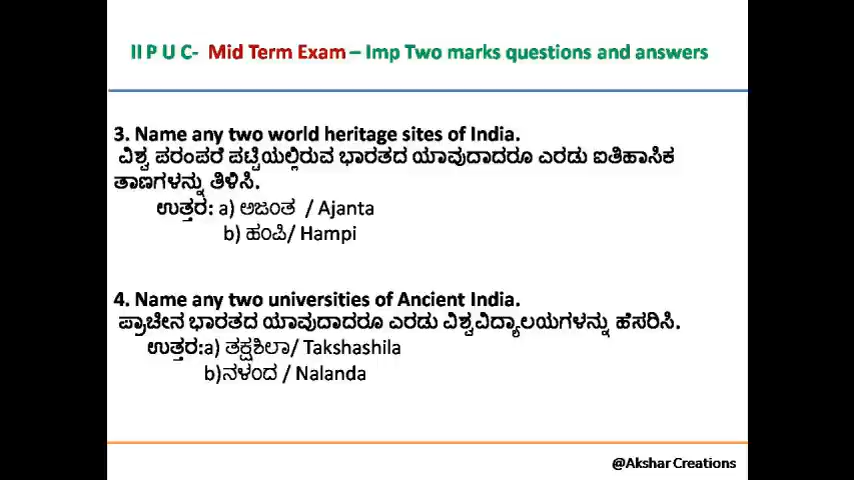 II P U C- Mid Term Exam – Imp Two marks questions and answers
3. Name any two world heritage sites of India.
ವಿಶ್ವ ಪರಂಪರೆ ಪಟ್ಟಿಯಲ್ಲಿರುವ ಭಾರತದ ಯಾವುದಾದರೂ ಎರಡು ಐತಿಹಾಸಿಕ
ತಾಣಗಳನ್ನು ತಿಳಿಸಿ.
ಉತ್ತರ: a) ಅಜಂತ / Ajanta
b) ಹಂಪಿ/ Hampi
4. Name any two universities of Ancient India.
ಪ್ರಾಚೀನ ಭಾರತದ ಯಾವುದಾದರೂ ಎರಡು ವಿಶ್ವವಿದ್ಯಾಲಯಗಳನ್ನು ಹೆಸರಿಸಿ.
ಉತ್ತರ:a) ತಕ್ಷಶಿಲಾ/ Takshashila
b)ನಳಂದ / Nalanda
@Akshar Creations